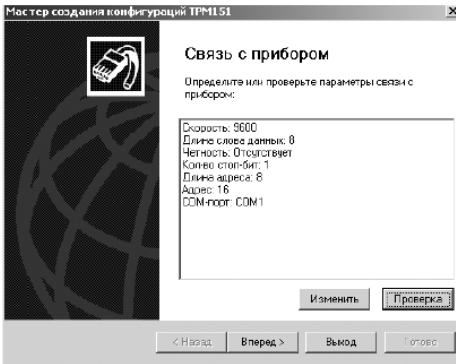 Мастер создания конфигураций ТРМ151
Связь с прибором
Определите или проверьте параметры связи с
прибором:
Скорость: 9600
Длина слова данных: 8
Четность: Отсутствует
Кол-во стоп-бит: 1
Длина адреса: 8
Адрес: 16
COM-порт: COM1
Изменить
Проверка
< Назад
Вперед >
Выход
Готово